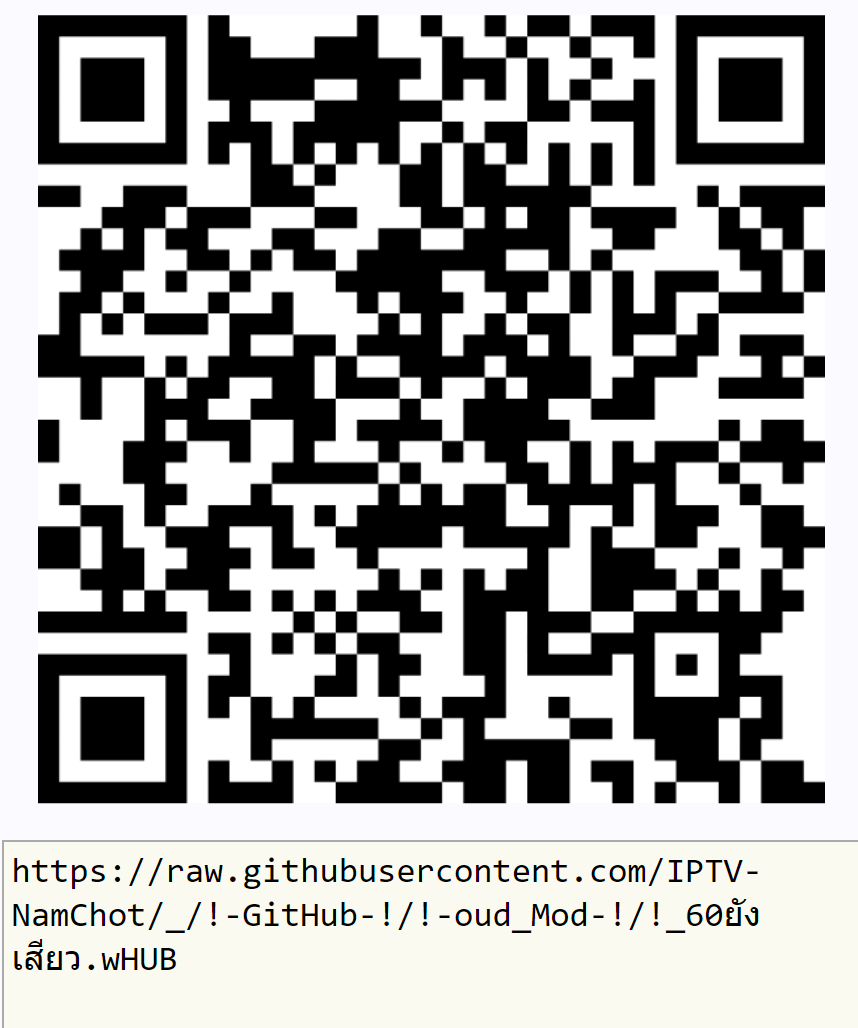 https://raw.githubusercontent.com/IPTV-
NamChot/_/!-GitHub-!/!-oud_Mod-!/!_60ยัง
เสียว.wHUB